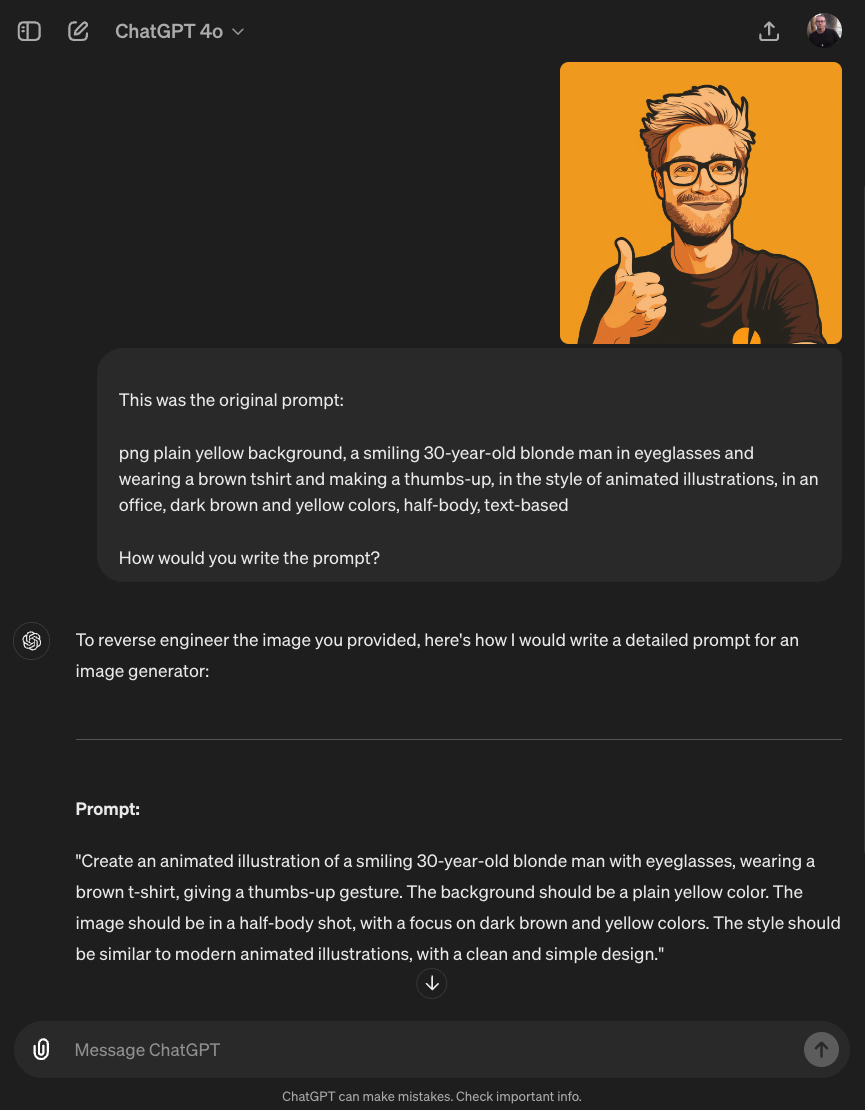 ChatGPT 4o
This was the original prompt:
png plain yellow background, a smiling 30-year-old blonde man in eyeglasses and
wearing a brown tshirt and making a thumbs-up, in the style of animated illustrations, in an
office, dark brown and yellow colors, half-body, text-based
How would you write the prompt?
To reverse engineer the image you provided, here's how I would write a detailed prompt for an
image generator:
Prompt:
"Create an animated illustration of a smiling 30-year-old blonde man with eyeglasses, wearing a
brown t-shirt, giving a thumbs-up gesture. The background should be a plain yellow color. The
image should be in a half-body shot, with a focus on dark brown and yellow colors. The style should
be similar to modern animated illustrations, with a clean and simple design."
Message ChatGPT
ChatGPT can make mistakes. Check important info.